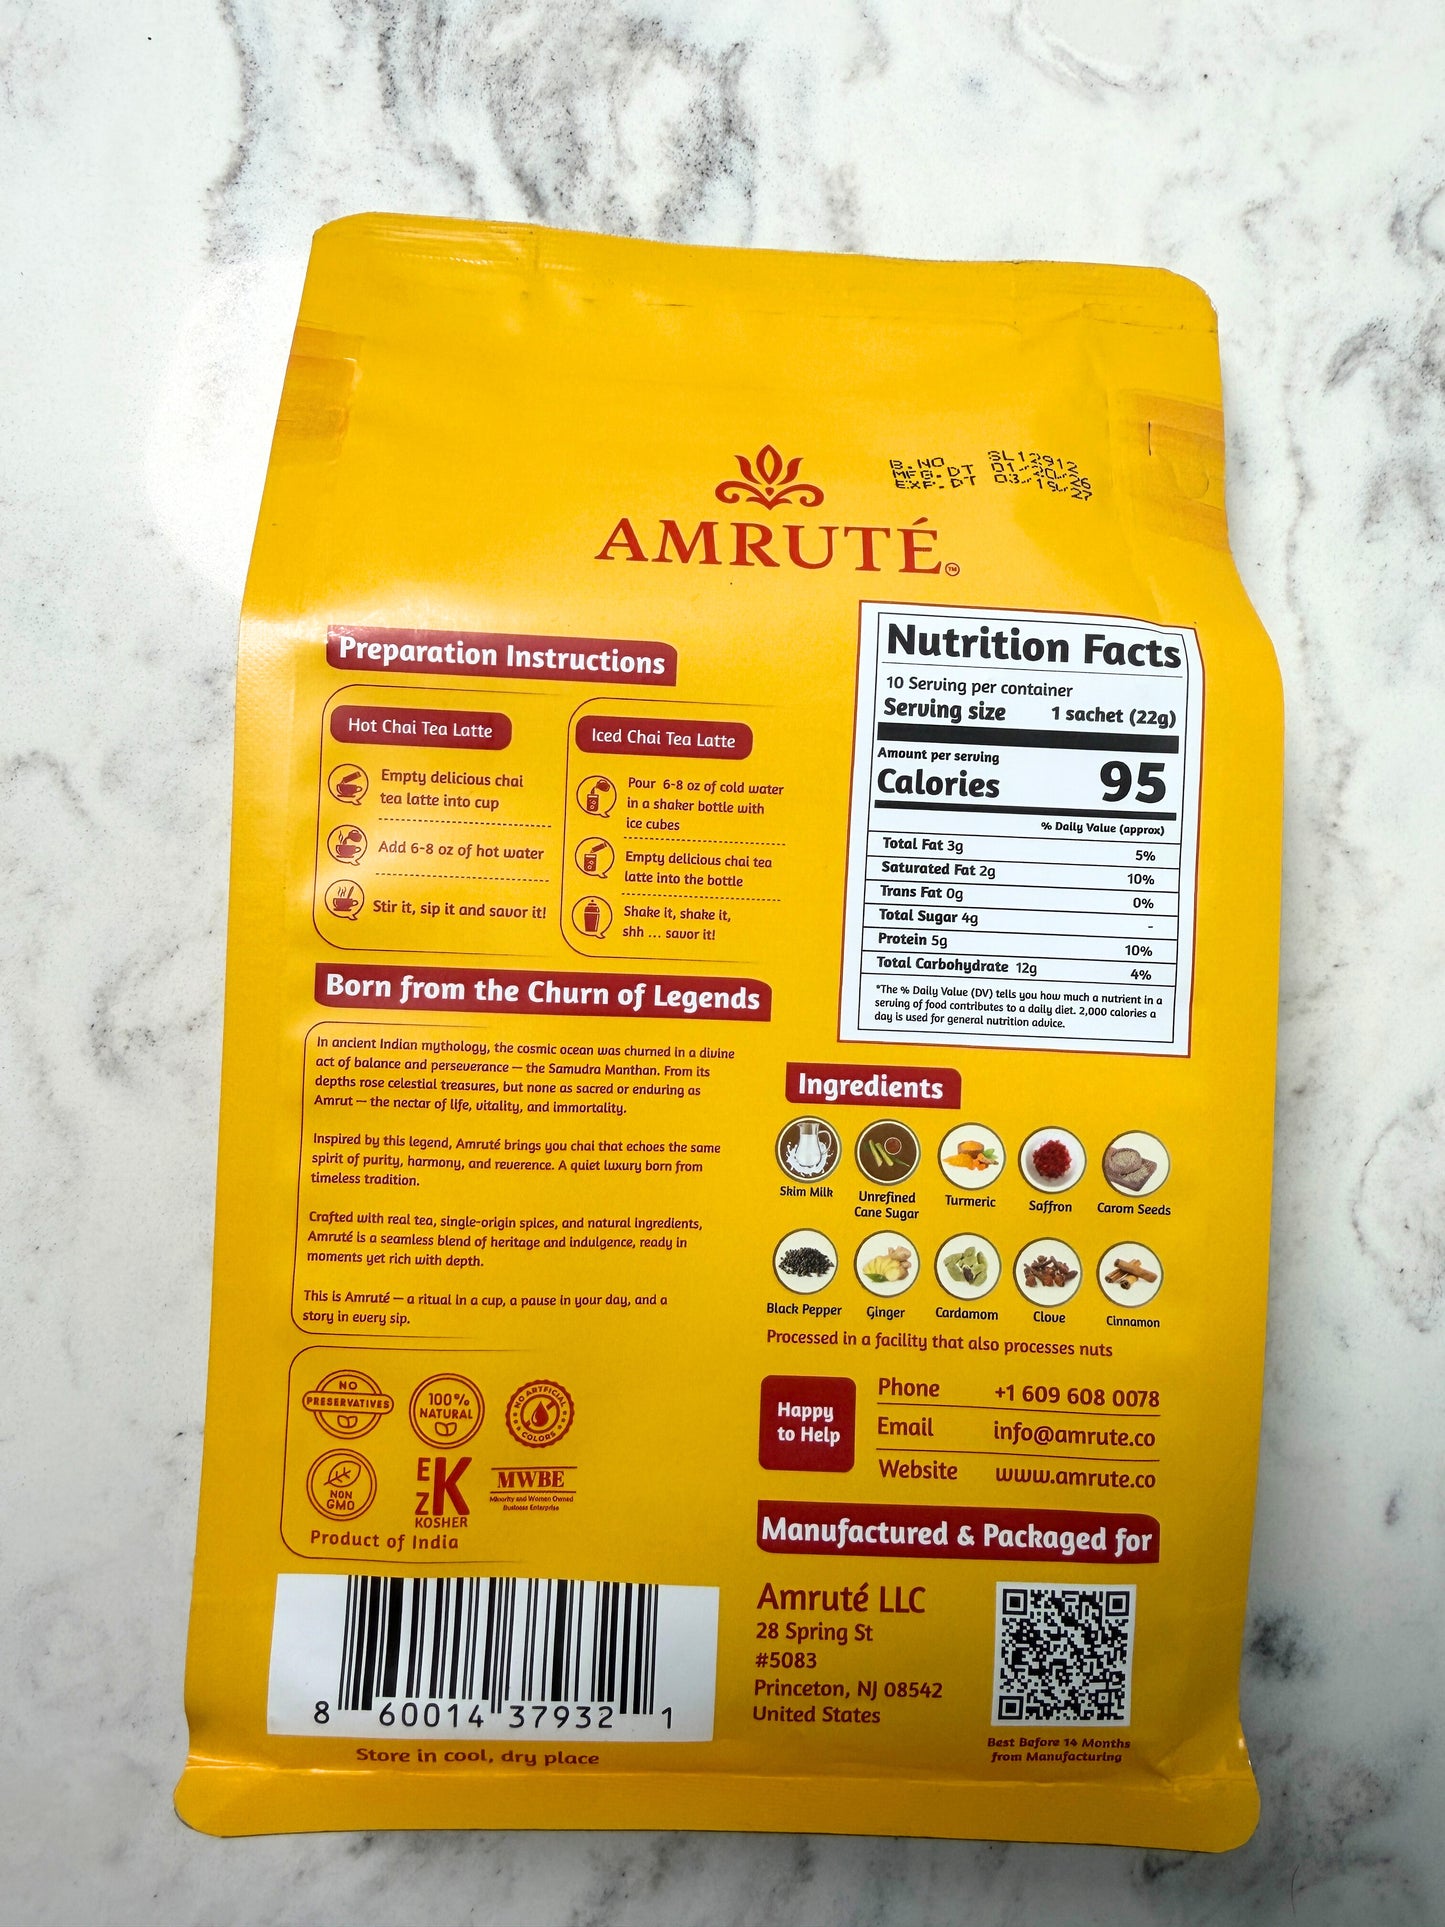 B.NO SL12912
MFG.DT 01-20-26
EXP.DT 03-19-27
AMRUTÉ TM
Preparation Instructions
Hot Chai Tea Latte
Empty delicious chai
tea latte into cup
Add 6-8 oz of hot water
Stir it, sip it and savor it!
Iced Chai Tea Latte
Pour 6-8 oz of cold water
in a shaker bottle with
ice cubes
Empty delicious chai tea
latte into the bottle
Shake it, shake it,
shh ... savor it!
Nutrition Facts
10 Serving per container
Serving size 1 sachet (22g)
Amount per serving
Calories 95
% Daily Value (approx)
Total Fat 3g 5%
Saturated Fat 2g 10%
Trans Fat 0g 0%
Total Sugar 4g -
Protein 5g 10%
Total Carbohydrate 12g 4%
*The % Daily Value (DV) tells you how much a nutrient in a
serving of food contributes to a daily diet. 2,000 calories a
day is used for general nutrition advice.
Born from the Churn of Legends
In ancient Indian mythology, the cosmic ocean was churned in a divine
act of balance and perseverance — the Samudra Manthan. From its
depths rose celestial treasures, but none as sacred or enduring as
Amrut — the nectar of life, vitality, and immortality.
Inspired by this legend, Amruté brings you chai that echoes the same
spirit of purity, harmony, and reverence. A quiet luxury born from
timeless tradition.
Crafted with real tea, single-origin spices, and natural ingredients,
Amruté is a seamless blend of heritage and indulgence, ready in
moments yet rich with depth.
This is Amruté — a ritual in a cup, a pause in your day, and a
story in every sip.
Ingredients
Skim Milk
Unrefined
Cane Sugar
Turmeric
Saffron
Carom Seeds
Black Pepper
Ginger
Cardamom
Clove
Cinnamon
Processed in a facility that also processes nuts
NO
PRESERVATIVES
100%
NATURAL
NO ARTFICIAL
COLORS
NON
GMO
EZK
KOSHER
MWBE
Minority and Women Owned
Business Enterprise
Product of India
Happy
to Help
Phone +1 609 608 0078
Email info@amrute.co
Website www.amrute.co
Manufactured & Packaged for
Amruté LLC
28 Spring St
#5083
Princeton, NJ 08542
United States
Best Before 14 Months
from Manufacturing
8 60014 37932 1
Store in cool, dry place